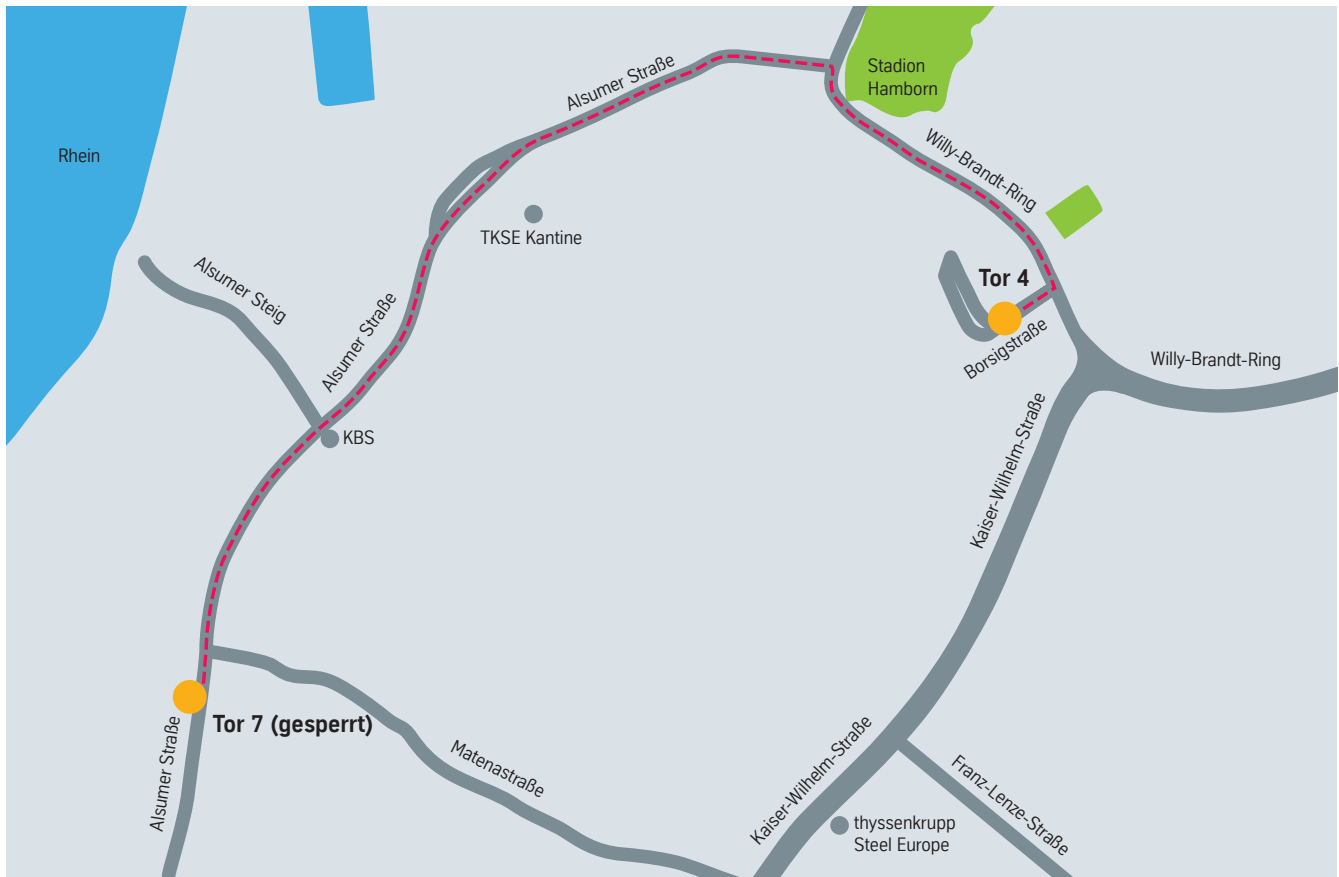 Alsumer Straße
Stadion
Hamborn
Rhein
Willy-Brandt-Ring
TKSE Kantine
Alsumer Steig
Tor 4
Alsumer Straße
Borsigstraße
Willy-Brandt-Ring
KBS
Kaiser-Wilhelm-Straße
Tor 7 (gesperrt)
Alsumer Straße
Matenastraße
Kaiser-Wilhelm-Straße
Franz-Lenze-Straße
thyssenkrupp
Steel Europe